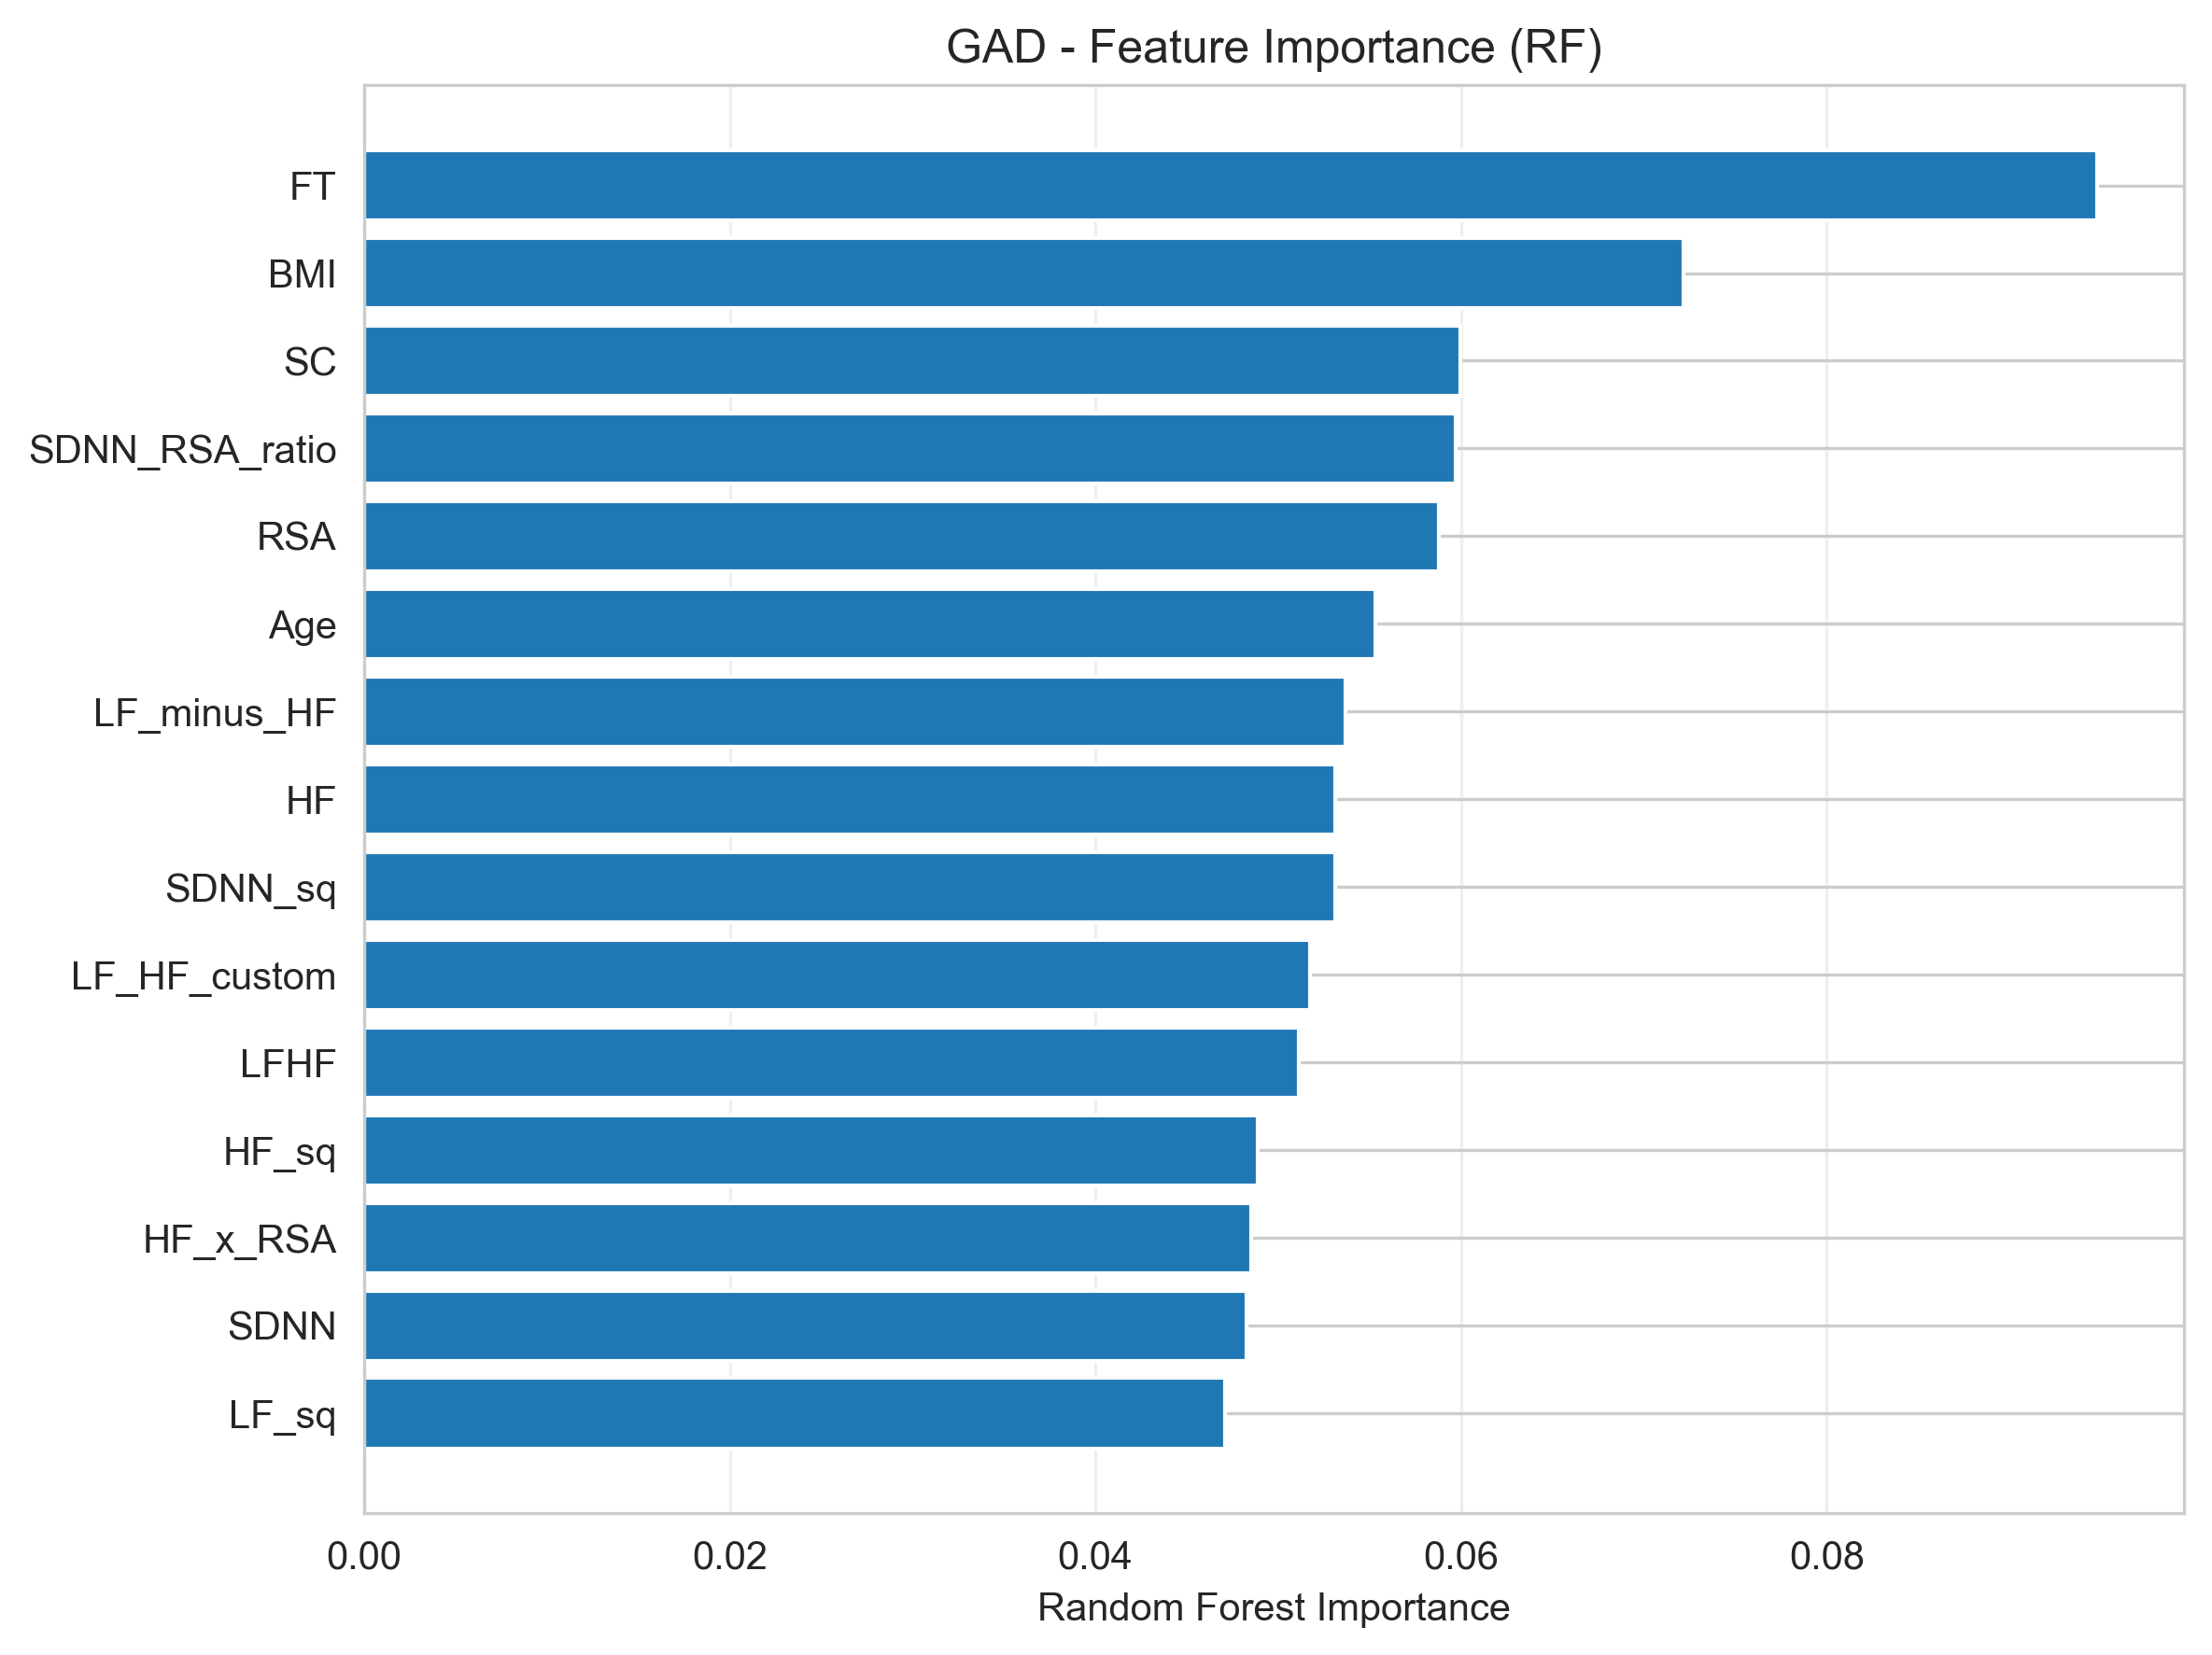 GAD - Feature Importance (RF)
FT
BMI
SC
SDNN_RSA_ratio
RSA
Age
LF_minus_HF
HF
SDNN_sq
LF_HF_custom
LFHF
HF_sq
HF_x_RSA
SDNN
LF_sq
0.00 0.02 0.04 0.06 0.08
Random Forest Importance